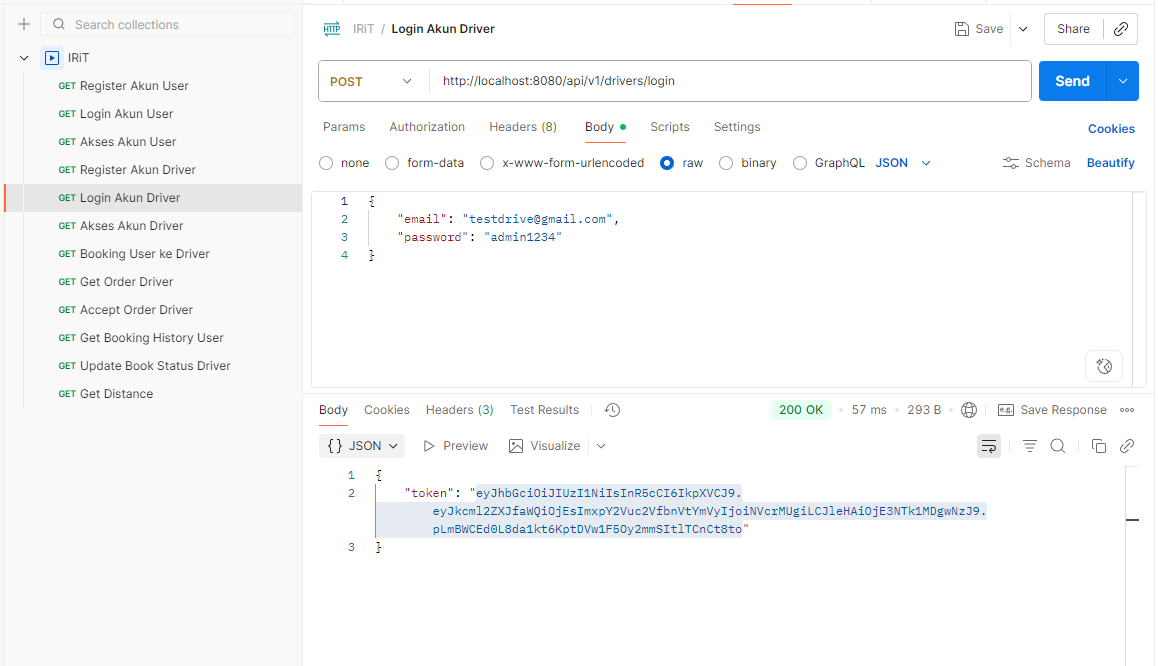 Search collections
IRiT
GET Register Akun User
GET Login Akun User
GET Akses Akun User
GET Register Akun Driver
GET Login Akun Driver
GET Akses Akun Driver
GET Booking User ke Driver
GET Get Order Driver
GET Accept Order Driver
GET Get Booking History User
GET Update Book Status Driver
GET Get Distance
HTTP IRiT / Login Akun Driver Save Share
POST http://localhost:8080/api/v1/drivers/login Send
Params Authorization Headers (8) Body Scripts Settings Cookies
none form-data x-www-form-urlencoded raw binary GraphQL JSON Schema Beautify
1 {
2 "email": "testdrive@gmail.com",
3 "password": "admin1234"
4 }
Body Cookies Headers (3) Test Results 200 OK 57 ms 293 B e.g. Save Response
{} JSON Preview Visualize
1 {
2 "token": "eyJhbGciOiJIUzI1NiIsInR5cCI6IkpXVCJ9.
eyJkcml2ZXJfaWQiOjEsImxpY2Vuc2VfbnVtYmVyIjoiNVcrMUgiLCJleHAiOjE3NTk1MDgwNzJ9.
pLmBWCEd0L8da1kt6KptDVw1F5Oy2mmSItlTCnCt8to"
3 }